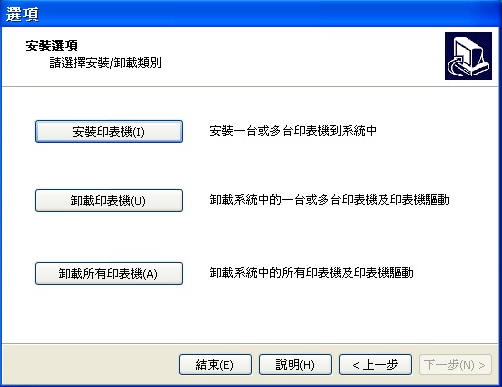 選項
安裝選項
請選擇安裝/卸載類別
安裝印表機(I)
安裝一台或多台印表機到系統中
卸載印表機(U)
卸載系統中的一台或多台印表機及印表機驅動
卸載所有印表機(A)
卸載系統中的所有印表機及印表機驅動
結束(E)
說明(H)
< 上一步
下一步(N) >